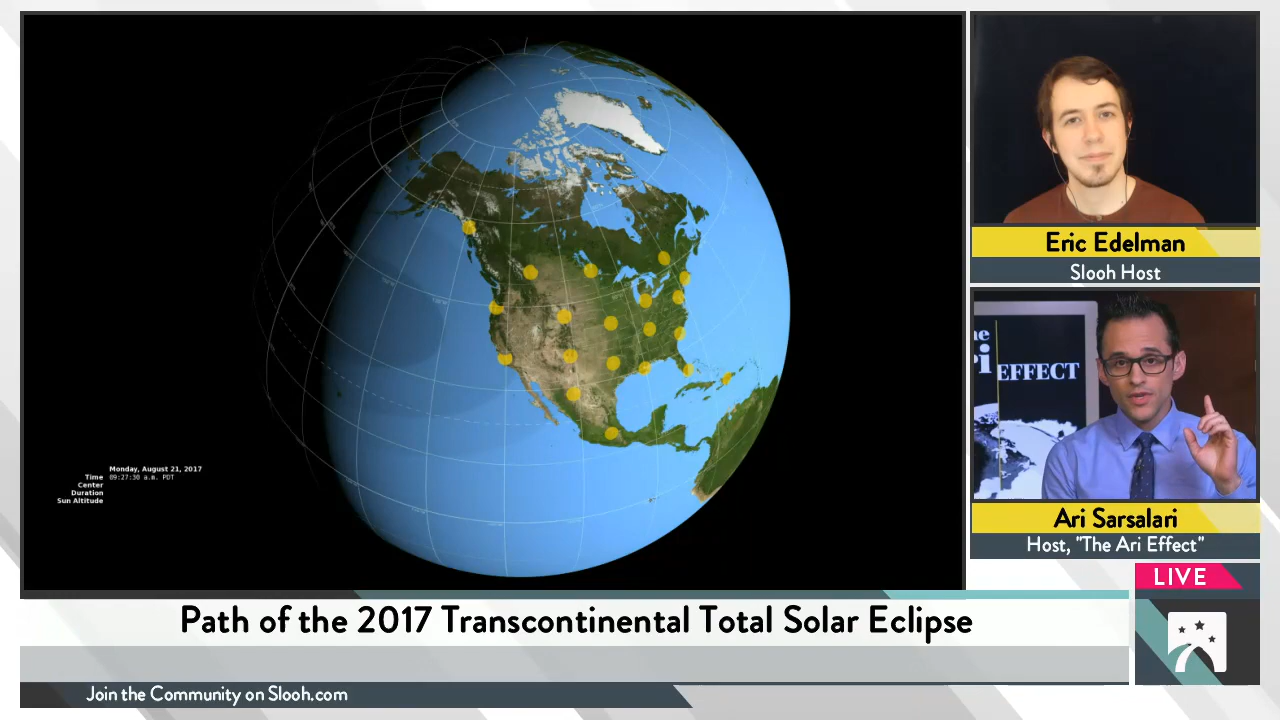 Monday, August 21, 2017
Time 09:27:30 a.m. PDT
Center
Duration
Sun Altitude
Eric Edelman
Slooh Host
EFFECT
Ari Sarsalari
Host, "The Ari Effect"
LIVE
Path of the 2017 Transcontinental Total Solar Eclipse
Join the Community on Slooh.com